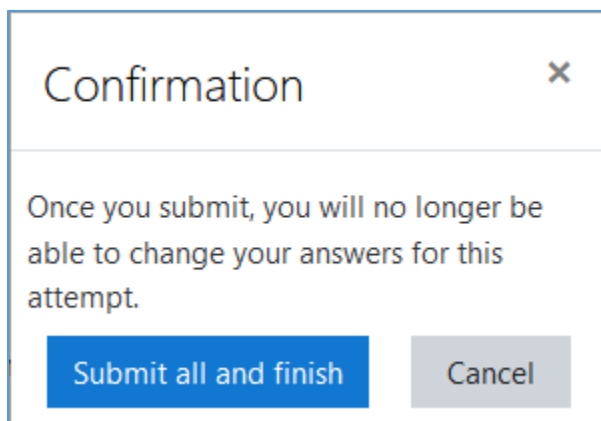 Confirmation ×
Once you submit, you will no longer be
able to change your answers for this
attempt.
Submit all and finish Cancel